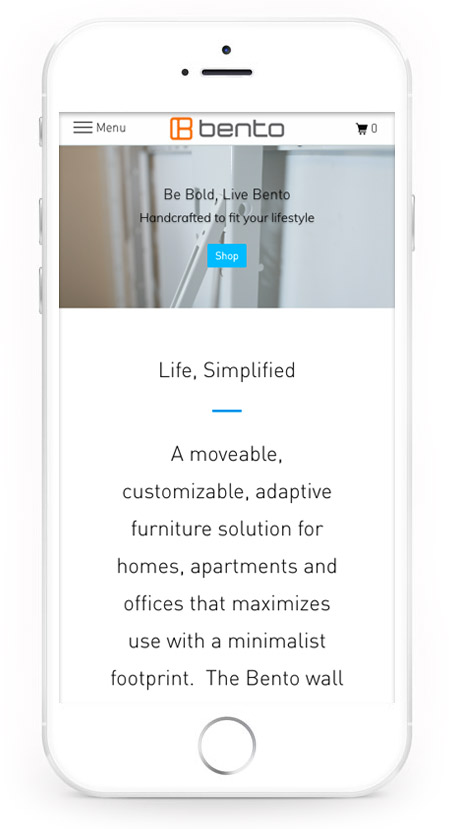 Menu
bento
0
Be Bold, Live Bento
Handcrafted to fit your lifestyle
Shop
Life, Simplified
A moveable,
customizable, adaptive
furniture solution for
homes, apartments and
offices that maximizes
use with a minimalist
footprint.  The Bento wall